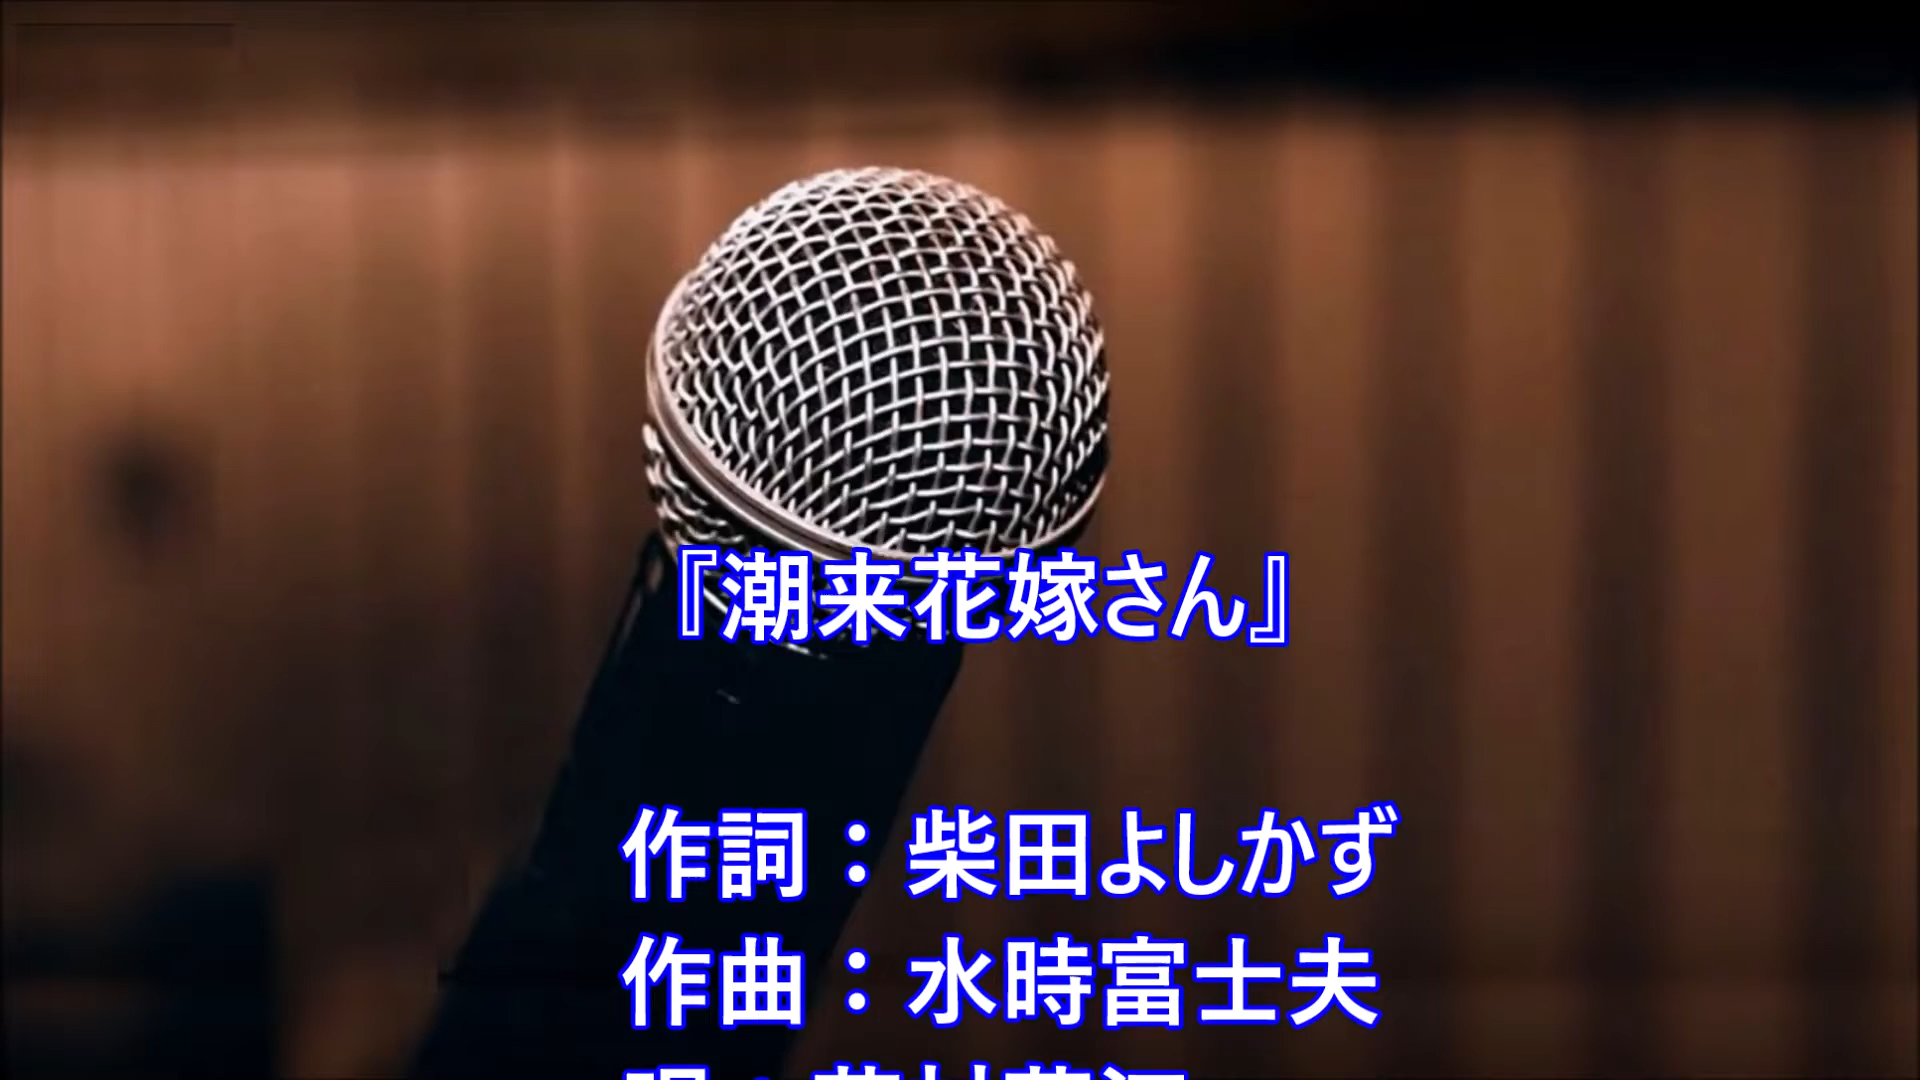 『潮来花嫁さん』
作詞：柴田よしかず
作曲：水時富士夫